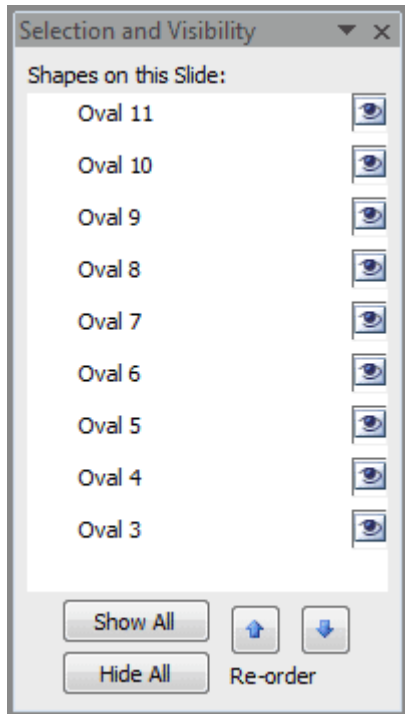 Selection and Visibility
Shapes on this Slide:
Oval 11
Oval 10
Oval 9
Oval 8
Oval 7
Oval 6
Oval 5
Oval 4
Oval 3
Show All
Hide All
Re-order